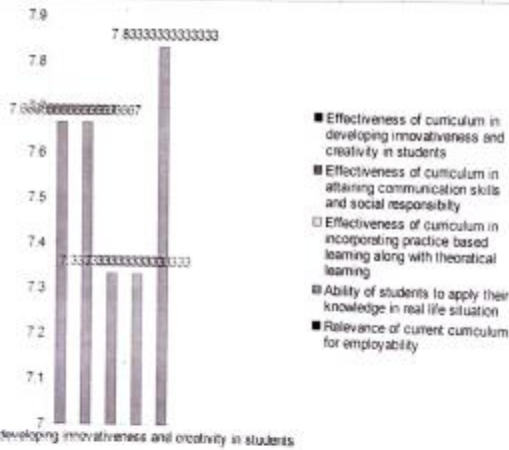 7.9
7.83333333333333
7.8
7.6
7.5
7.4
7.3
7.2
7.1
7
developing innovativeness and creativity in students
Effectiveness of curriculum in
developing innovativeness and
creativity in students
Effectiveness of curriculum in
attaining communication skills
and social responsibilty
Effectiveness of curriculum in
incorporating practice based
learning along with theoratical
learning
Ability of students to apply their
knowledge in real life situation
Relevance of current curriculum
for employability